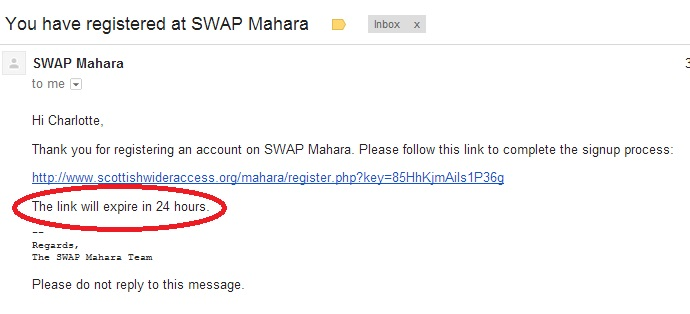 You have registered at SWAP Mahara
Inbox x
SWAP Mahara
3
to me
Hi Charlotte,
Thank you for registering an account on SWAP Mahara. Please follow this link to complete the signup process:
http://www.scottishwideraccess.org/mahara/register.php?key=85HhKjmAils1P36g
The link will expire in 24 hours.
--
Regards,
The SWAP Mahara Team
Please do not reply to this message.